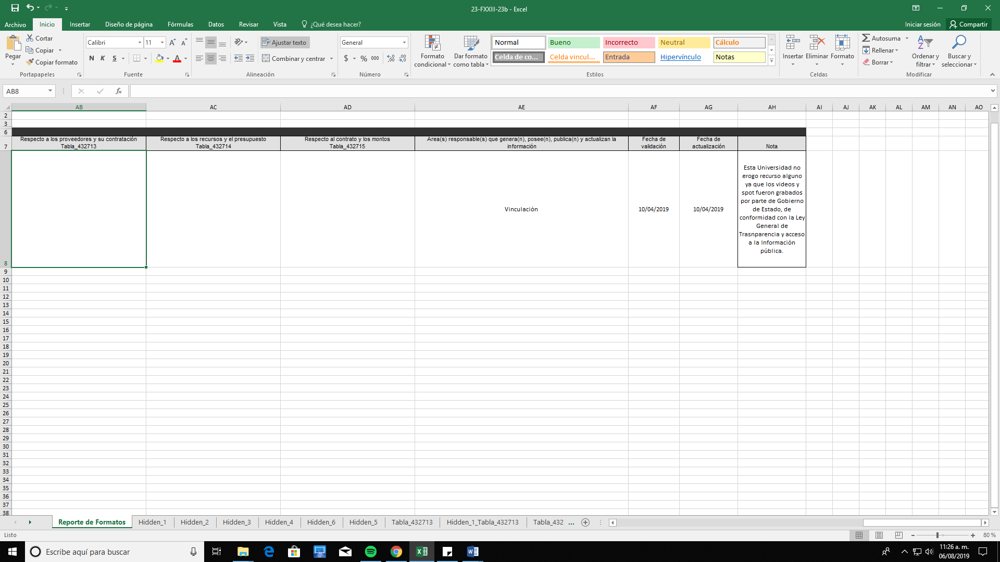 23-FXXIII-23b - Excel
Archivo Inicio Insertar Diseño de página Fórmulas Datos Revisar Vista ¿Qué desea hacer? Iniciar sesión Compartir
Pegar
Cortar
Copiar
Copiar formato
Portapapeles
Calibri 11
N K S
Fuente
Ajustar texto
Combinar y centrar
Alineación
General
$ % 000
Número
Formato condicional
Dar formato como tabla
Normal Bueno Incorrecto Neutral Cálculo
Celda de co... Celda vincul... Entrada Hipervínculo Notas
Estilos
Insertar Eliminar Formato
Celdas
Autosuma
Rellenar
Borrar
Ordenar y filtrar
Buscar y seleccionar
Modificar
AB8
fx
AB AC AD AE AF AG AH AI AJ AK AL AM AN AO
2
3
6
7
Respecto a los proveedores y su contratación
Tabla_432713
Respecto a los recursos y el presupuesto
Tabla_432714
Respecto al contrato y los montos
Tabla_432715
Área(s) responsable(s) que genera(n), posee(n), publica(n) y actualizan la
información
Fecha de
validación
Fecha de
actualización
Nota
8
Vinculación
10/04/2019
10/04/2019
Esta Universidad no
erogo recurso alguno
ya que los videos y
spot fueron grabados
por parte de Gobierno
de Estado, de
conformidad con la Ley
General de
Trasnparencia y acceso
a la Información
pública.
9
10
11
12
13
14
15
16
17
18
19
20
21
22
23
24
25
26
27
28
29
30
31
32
33
34
35
36
37
38
Reporte de Formatos Hidden_1 Hidden_2 Hidden_3 Hidden_4 Hidden_6 Hidden_5 Tabla_432713 Hidden_1_Tabla_432713 Tabla_432 ...
Listo
80 %
Escribe aquí para buscar
11:26 a. m.
06/08/2019